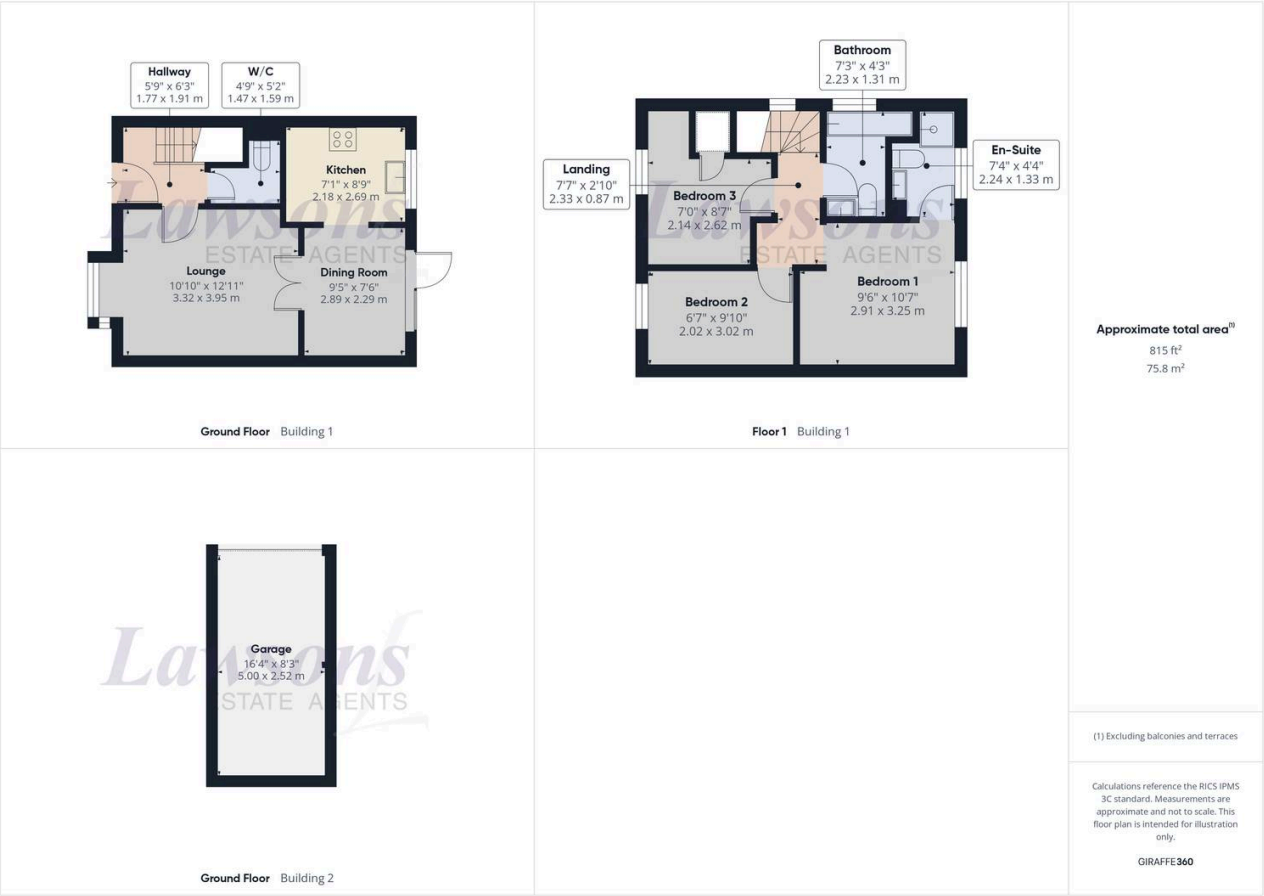 Hallway
5'9" x 6'3"
1.77 x 1.91 m
W/C
4'9" x 5'2"
1.47 x 1.59 m
Kitchen
7'1" x 8'9"
2.18 x 2.69 m
Lounge
10'10" x 12'11"
3.32 x 3.95 m
Dining Room
9'5" x 7'6"
2.89 x 2.29 m
Lawsons
ESTATE AGENTS
Ground Floor Building 1
Bathroom
7'3" x 4'3"
2.23 x 1.31 m
En-Suite
7'4" x 4'4"
2.24 x 1.33 m
Landing
7'7" x 2'10"
2.33 x 0.87 m
Bedroom 3
7'0" x 8'7"
2.14 x 2.62 m
Bedroom 2
6'7" x 9'10"
2.02 x 3.02 m
Bedroom 1
9'6" x 10'7"
2.91 x 3.25 m
Lawsons
ESTATE AGENTS
Floor 1 Building 1
Approximate total area(1)
815 ft²
75.8 m²
Garage
16'4" x 8'3"
5.00 x 2.52 m
Lawsons
ESTATE AGENTS
Ground Floor Building 2
(1) Excluding balconies and terraces
Calculations reference the RICS IPMS
3C standard. Measurements are
approximate and not to scale. This
floor plan is intended for illustration
only.
GIRAFFE360